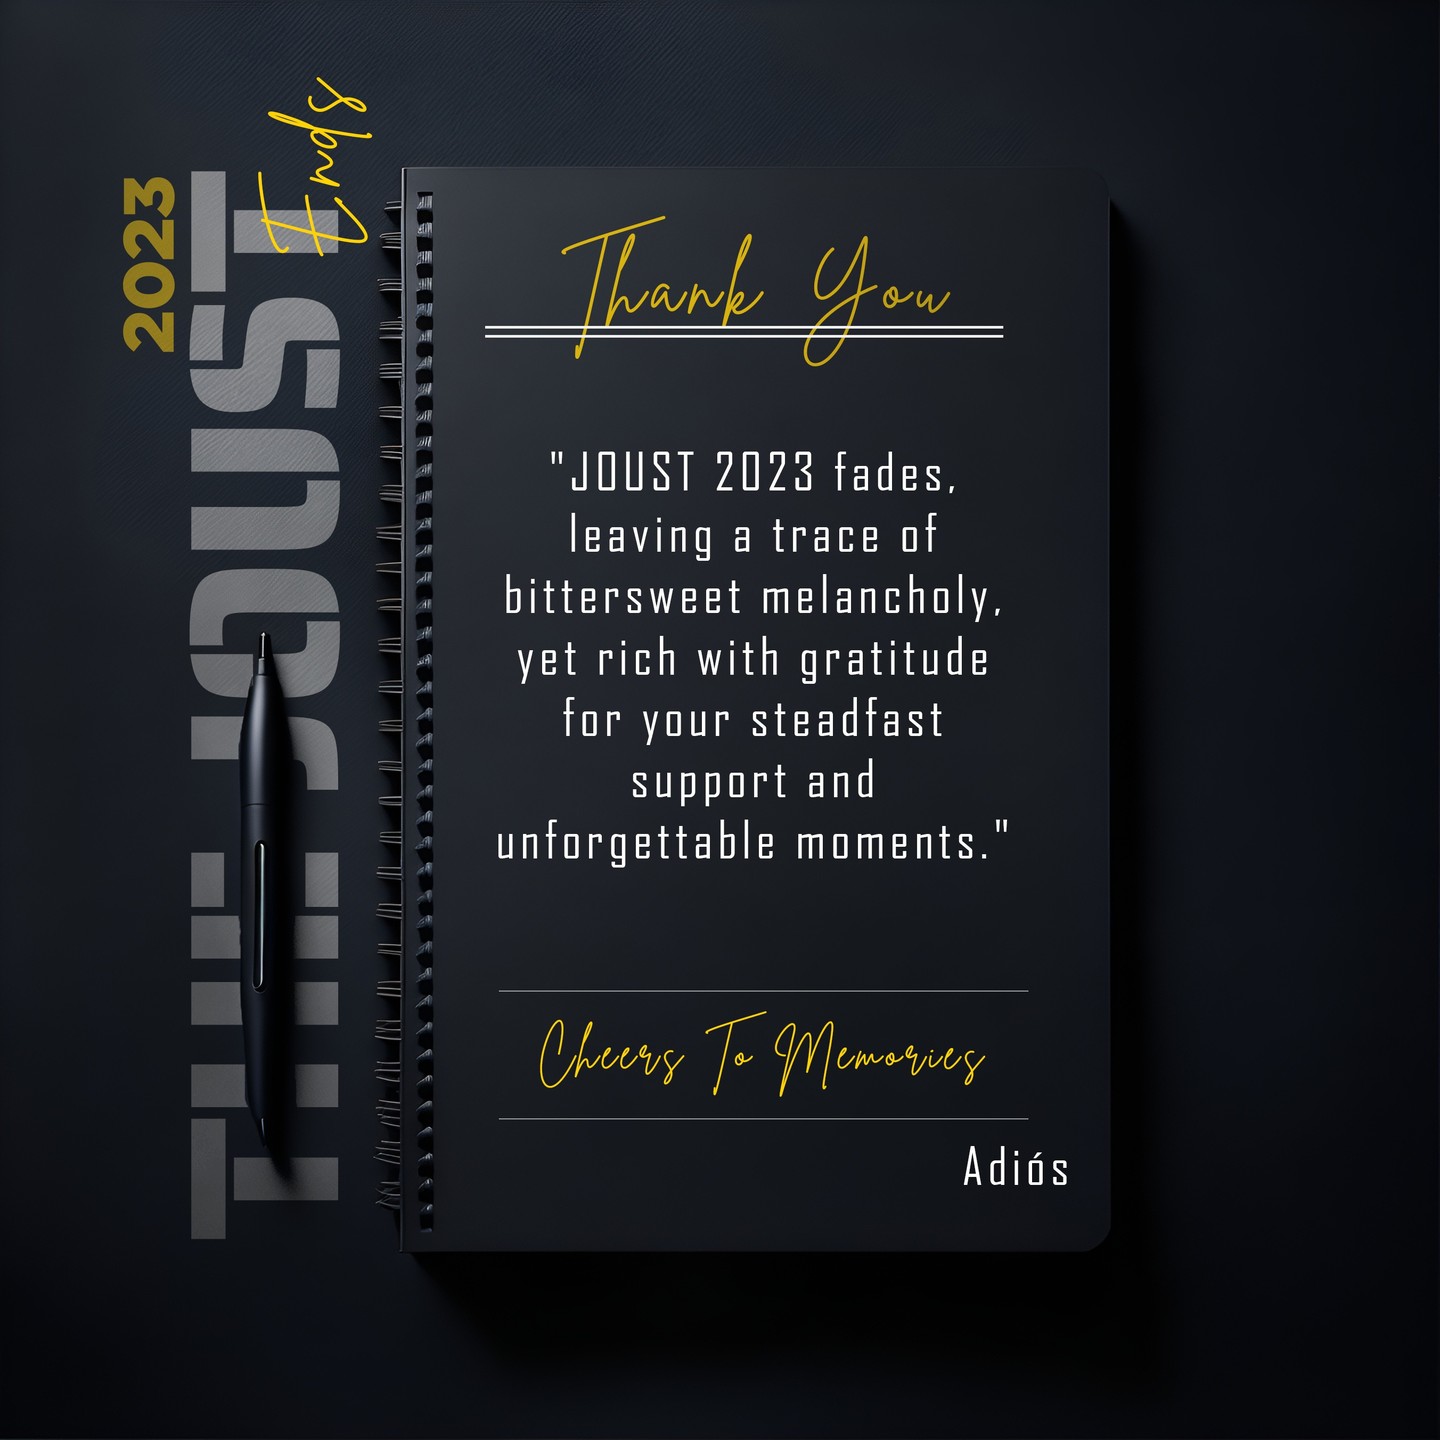 2023
THE JOUST
Ends
Thank You
"JOUST 2023 fades,
leaving a trace of
bittersweet melancholy,
yet rich with gratitude
for your steadfast
support and
unforgettable moments."
Cheers To Memories
Adiós